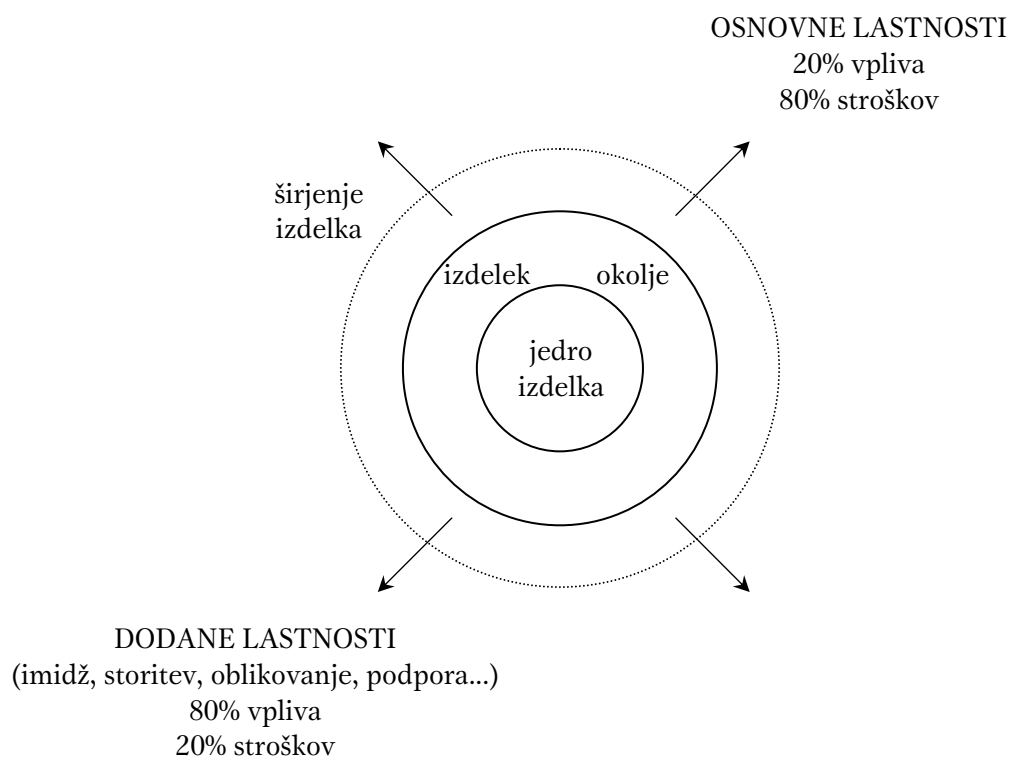 OSNOVNE LASTNOSTI
20% vpliva
80% stroškov
širjenje
izdelka
izdelek
okolje
jedro
izdelka
DODANE LASTNOSTI
(imidž, storitev, oblikovanje, podpora...)
80% vpliva
20% stroškov